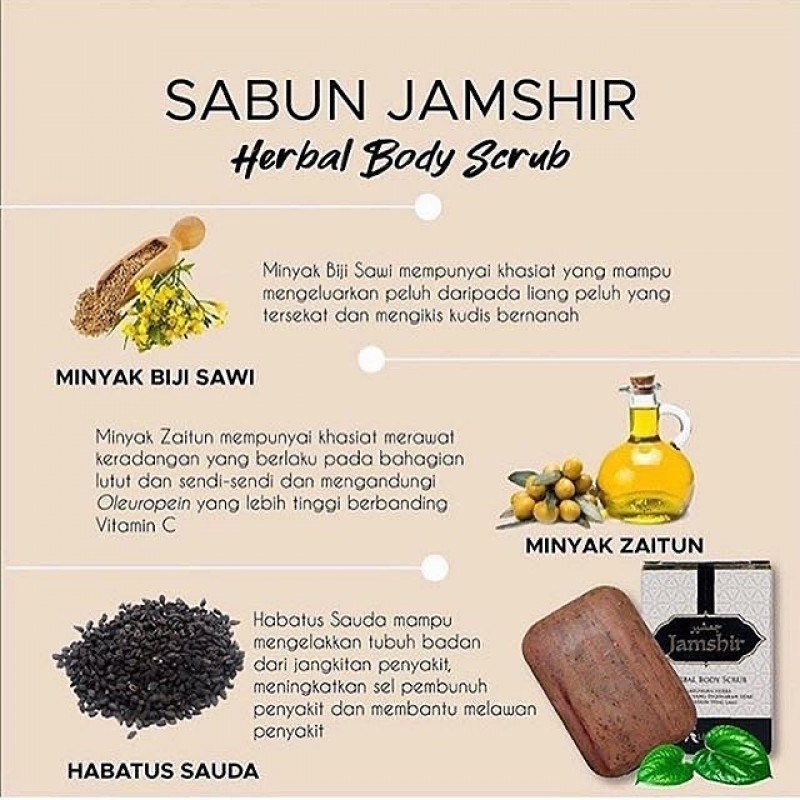 SABUN JAMSHIR
Herbal Body Scrub
Minyak Biji Sawi mempunyai khasiat yang mampu
mengeluarkan peluh daripada liang peluh yang
tersekat dan mengikis kudis bernanah
MINYAK BIJI SAWI
Minyak Zaitun mempunyai khasiat merawat
keradangan yang berlaku pada bahagian
lutut dan sendi-sendi dan mengandungi
Oleuropein yang lebih tinggi berbanding
Vitamin C
MINYAK ZAITUN
Habatus Sauda mampu
mengelakkan tubuh badan
dari jangkitan penyakit,
meningkatkan sel pembunuh
penyakit dan membantu melawan
penyakit
HABATUS SAUDA
جمشير
Jamshir
BODY SCRUB